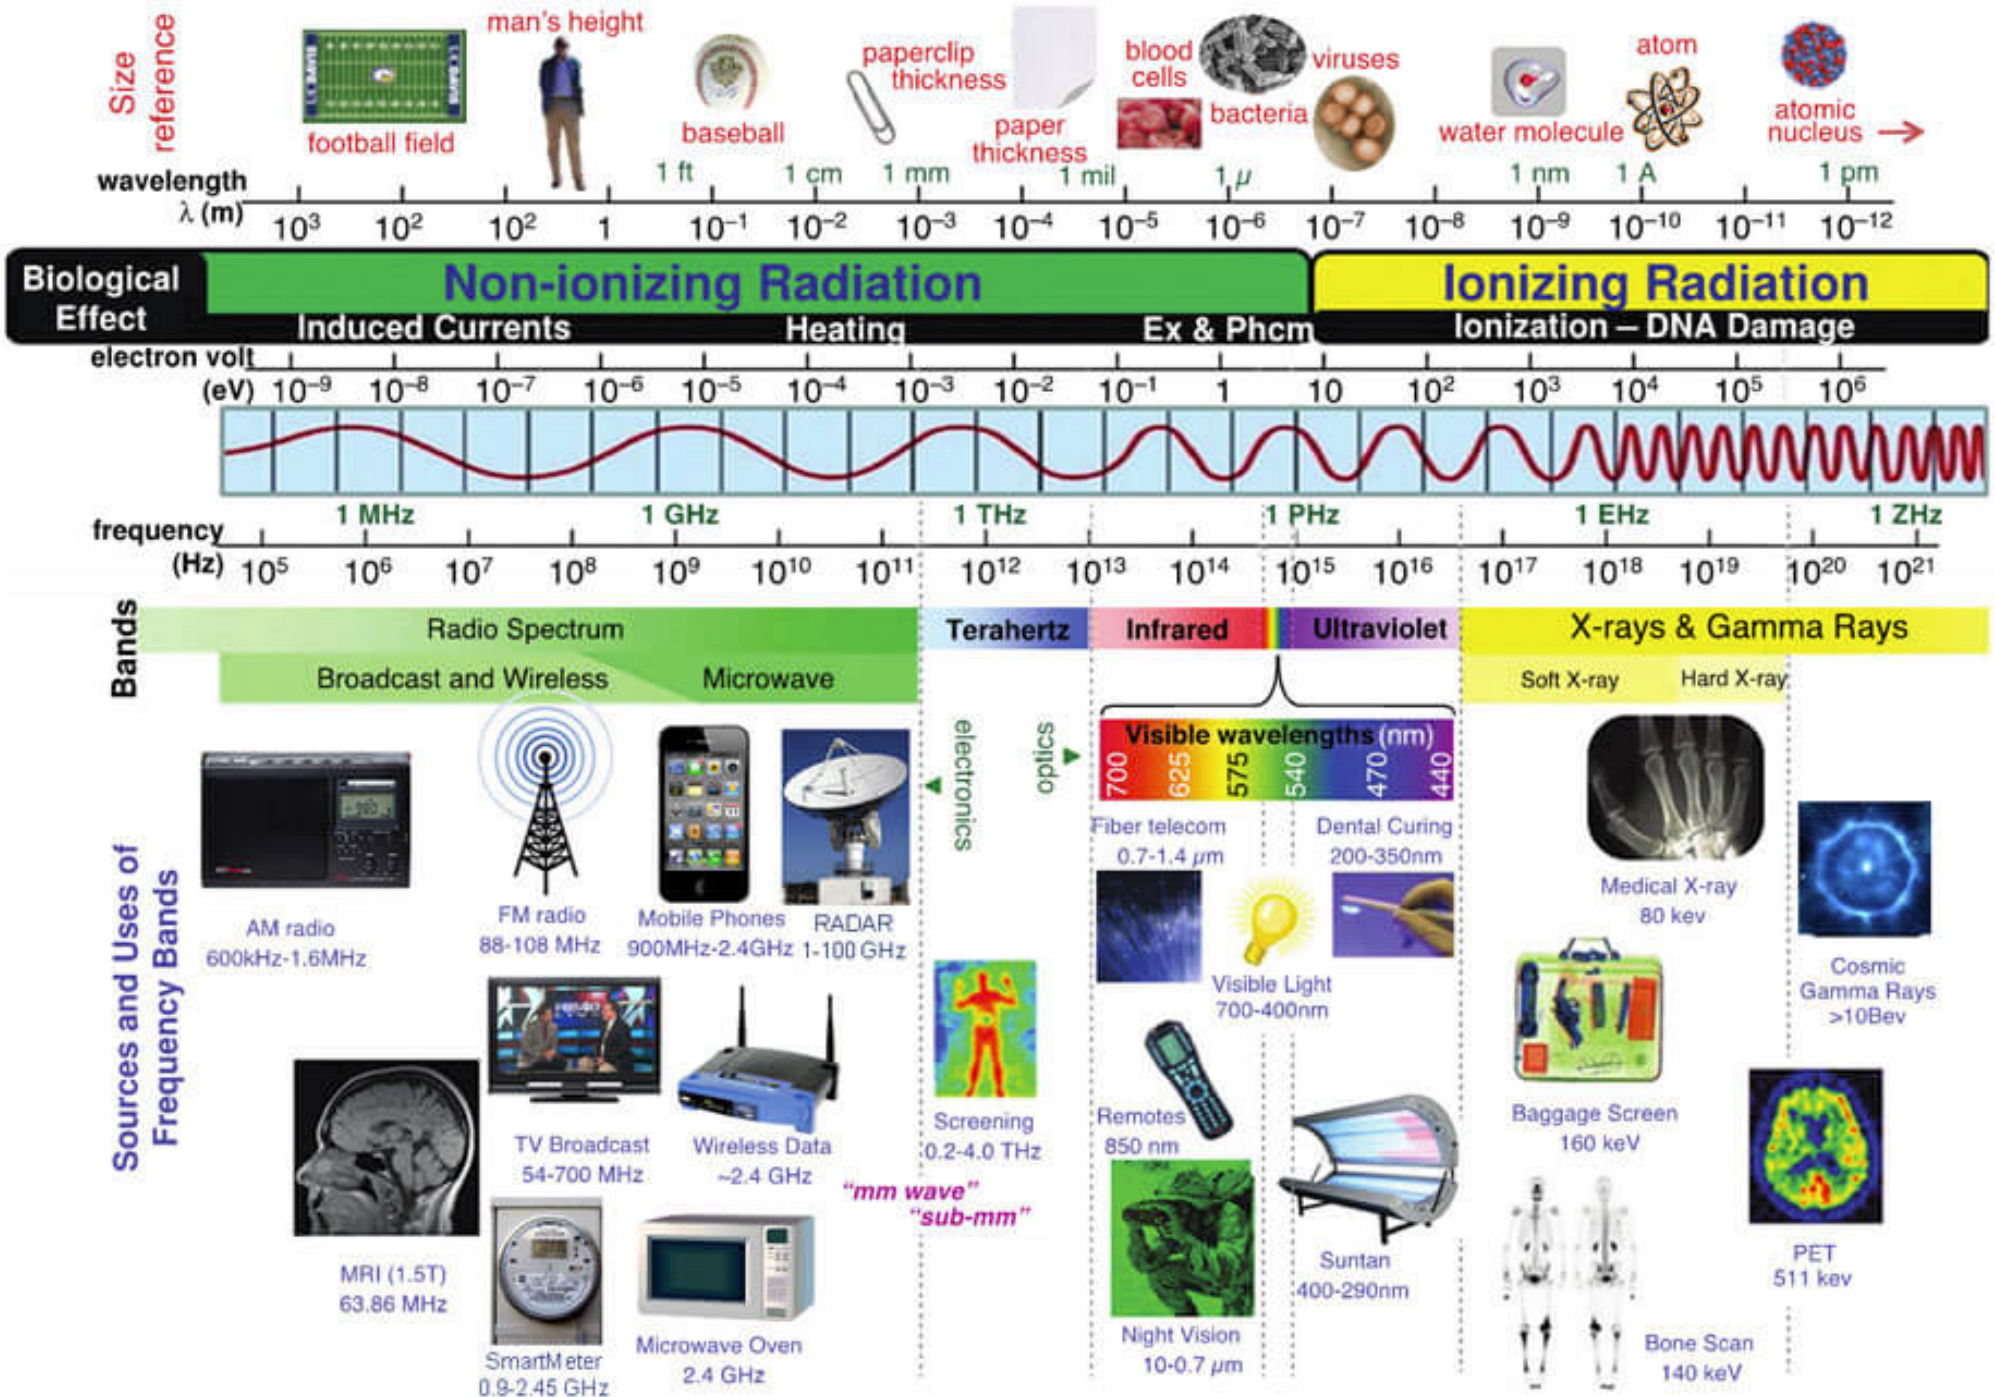 Size
reference
football field
man's height
baseball
paperclip
thickness
paper
thickness
blood
cells
bacteria
viruses
water molecule
atom
atomic
nucleus
1 ft
1 cm
1 mm
1 mil
1 µ
1 nm
1 A
1 pm
wavelength
λ (m)
10³ 10² 10² 1 10⁻¹ 10⁻² 10⁻³ 10⁻⁴ 10⁻⁵ 10⁻⁶ 10⁻⁷ 10⁻⁸ 10⁻⁹ 10⁻¹⁰ 10⁻¹¹ 10⁻¹²
Biological
Effect
Non-ionizing Radiation
Ionizing Radiation
Induced Currents
Heating
Ex & Phcm
Ionization – DNA Damage
electron volt
(eV) 10⁻⁹ 10⁻⁸ 10⁻⁷ 10⁻⁶ 10⁻⁵ 10⁻⁴ 10⁻³ 10⁻² 10⁻¹ 1 10 10² 10³ 10⁴ 10⁵ 10⁶
1 MHz 1 GHz 1 THz 1 PHz 1 EHz 1 ZHz
frequency
(Hz) 10⁵ 10⁶ 10⁷ 10⁸ 10⁹ 10¹⁰ 10¹¹ 10¹² 10¹³ 10¹⁴ 10¹⁵ 10¹⁶ 10¹⁷ 10¹⁸ 10¹⁹ 10²⁰ 10²¹
Bands
Radio Spectrum
Terahertz
Infrared
Ultraviolet
X-rays & Gamma Rays
Broadcast and Wireless
Microwave
Soft X-ray
Hard X-ray
electronics
optics
Visible wavelengths (nm)
700 625 575 540 470 440
Sources and Uses of
Frequency Bands
AM radio
600kHz-1.6MHz
FM radio
88-108 MHz
Mobile Phones
900MHz-2.4GHz
RADAR
1-100 GHz
Fiber telecom
0.7-1.4 µm
Dental Curing
200-350nm
Medical X-ray
80 kev
Visible Light
700-400nm
Cosmic
Gamma Rays
>10Bev
MRI (1.5T)
63.86 MHz
TV Broadcast
54-700 MHz
Wireless Data
~2.4 GHz
Screening
0.2-4.0 THz
"mm wave"
"sub-mm"
Remotes
850 nm
Baggage Screen
160 keV
SmartMeter
0.9-2.45 GHz
Microwave Oven
2.4 GHz
Night Vision
10-0.7 µm
Suntan
400-290nm
PET
511 kev
Bone Scan
140 keV